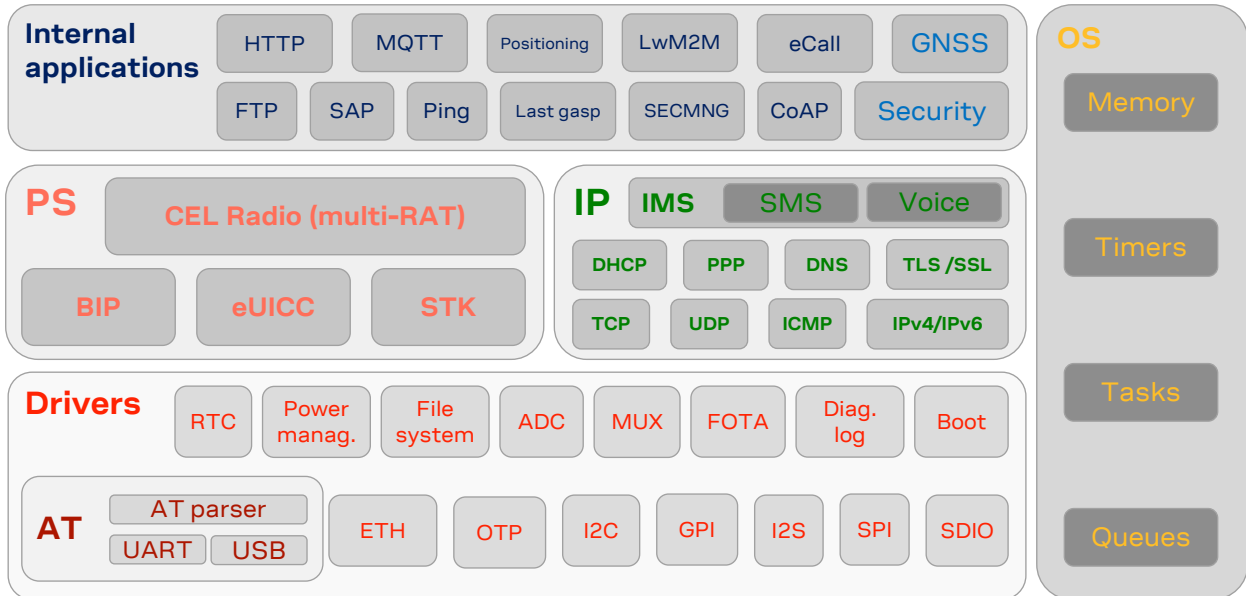 Internal
applications
HTTP
MQTT
Positioning
LwM2M
eCall
GNSS
FTP
SAP
Ping
Last gasp
SECMNG
CoAP
Security
PS
CEL Radio (multi-RAT)
BIP
eUICC
STK
IP
IMS
SMS
Voice
DHCP
PPP
DNS
TLS /SSL
TCP
UDP
ICMP
IPv4/IPv6
Drivers
RTC
Power
manag.
File
system
ADC
MUX
FOTA
Diag.
log
Boot
AT
AT parser
UART
USB
ETH
OTP
I2C
GPI
I2S
SPI
SDIO
OS
Memory
Timers
Tasks
Queues